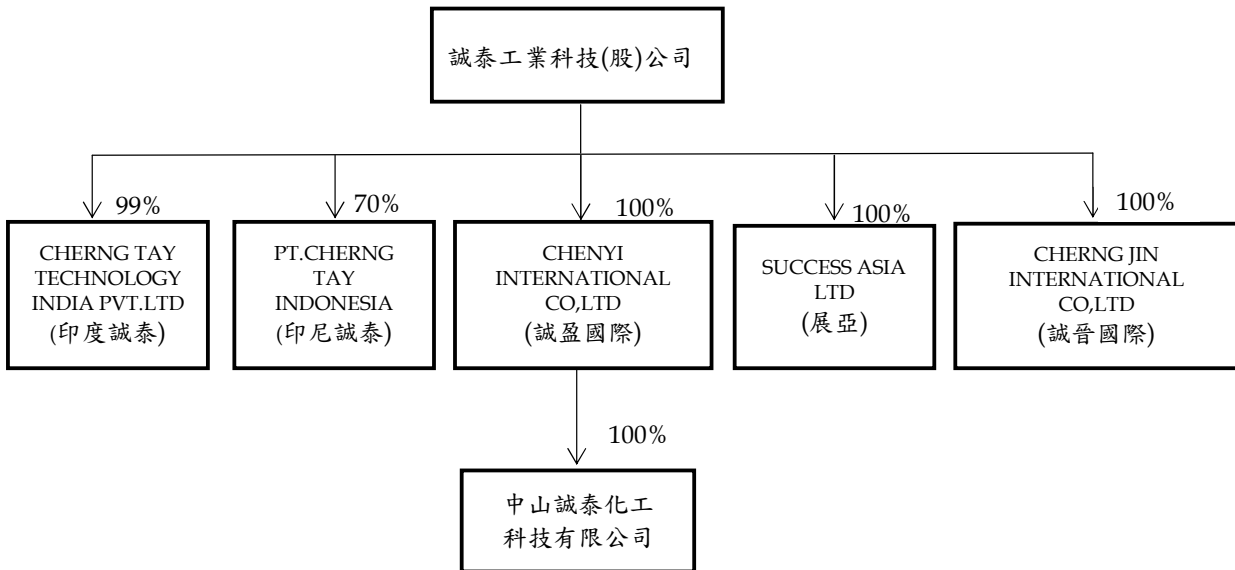 誠泰工業科技(股)公司
99%
70%
100%
100%
100%
CHERNG TAY
TECHNOLOGY
INDIA PVT.LTD
(印度誠泰)
PT.CHERNG
TAY
INDONESIA
(印尼誠泰)
CHENYI
INTERNATIONAL
CO,LTD
(誠盈國際)
SUCCESS ASIA
LTD
(展亞)
CHERNG JIN
INTERNATIONAL
CO,LTD
(誠晉國際)
100%
中山誠泰化工
科技有限公司